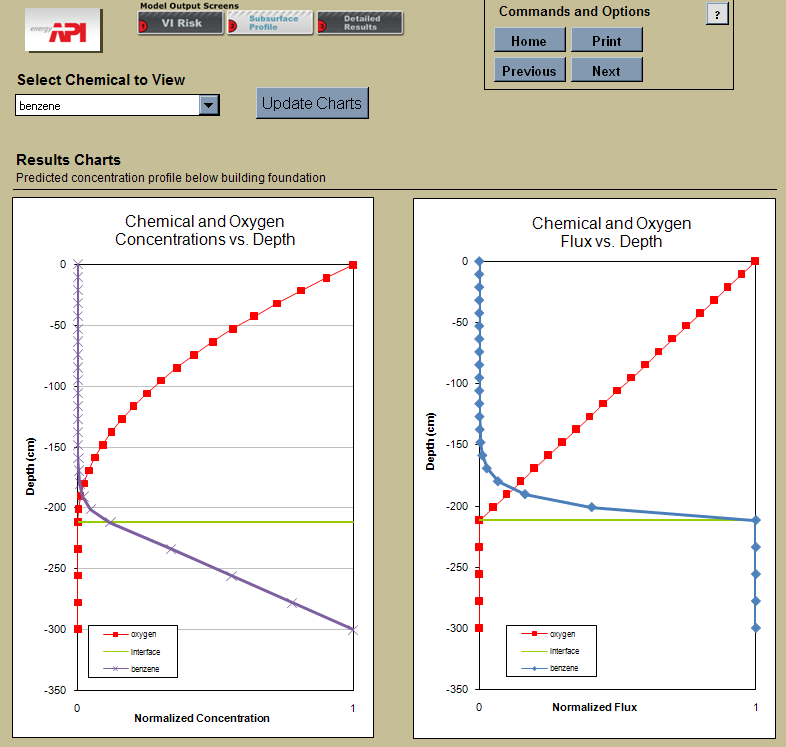 Model Output Screens
energy API
1 VI Risk
2 Subsurface Profile
3 Detailed Results
Commands and Options
?
Home
Print
Previous
Next
Select Chemical to View
benzene
Update Charts
Results Charts
Predicted concentration profile below building foundation
Chemical and Oxygen
Concentrations vs. Depth
0
-50
-100
-150
-200
-250
-300
-350
Depth (cm)
oxygen
interface
benzene
0
1
Normalized Concentration
Chemical and Oxygen
Flux vs. Depth
0
-50
-100
-150
-200
-250
-300
-350
Depth (cm)
oxygen
interface
benzene
0
1
Normalized Flux